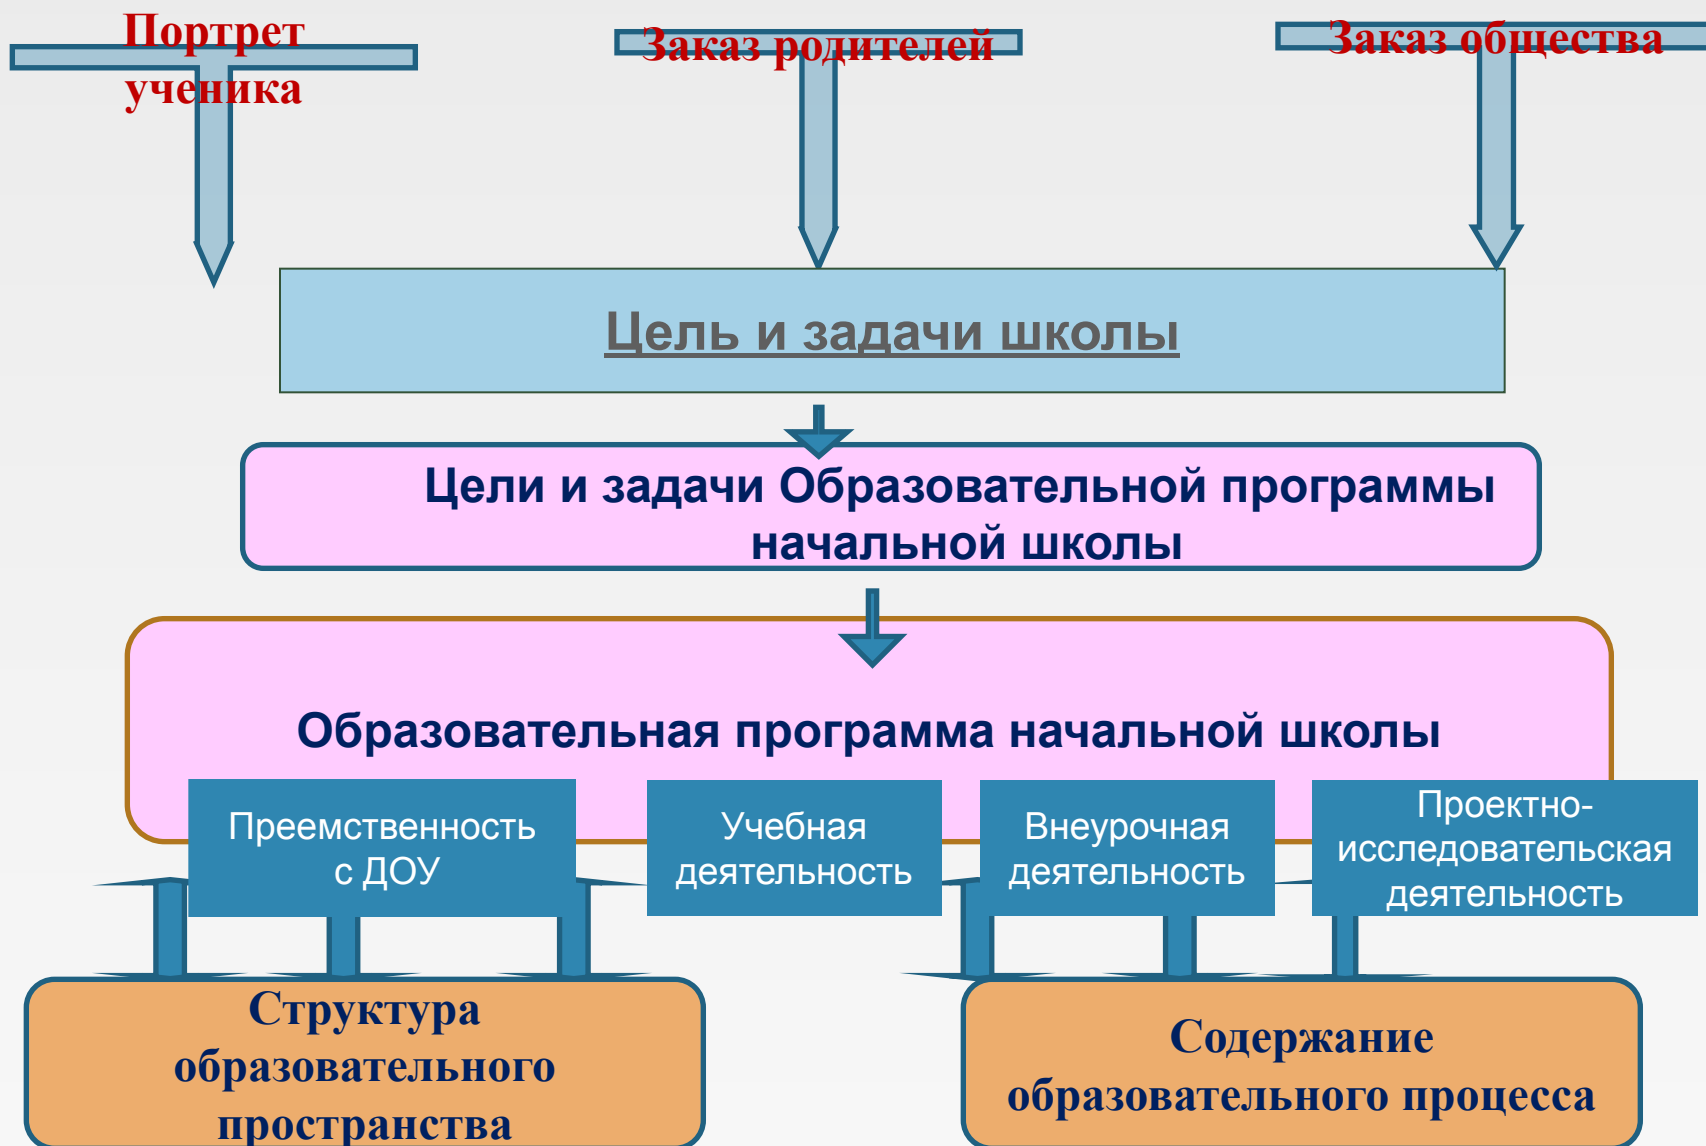 Портрет
ученика
Заказ родителей
Заказ общества
Цель и задачи школы
Цели и задачи Образовательной программы
начальной школы
Образовательная программа начальной школы
Преемственность
с ДОУ
Учебная
деятельность
Внеурочная
деятельность
Проектно-
исследовательская
деятельность
Структура
образовательного
пространства
Содержание
образовательного процесса